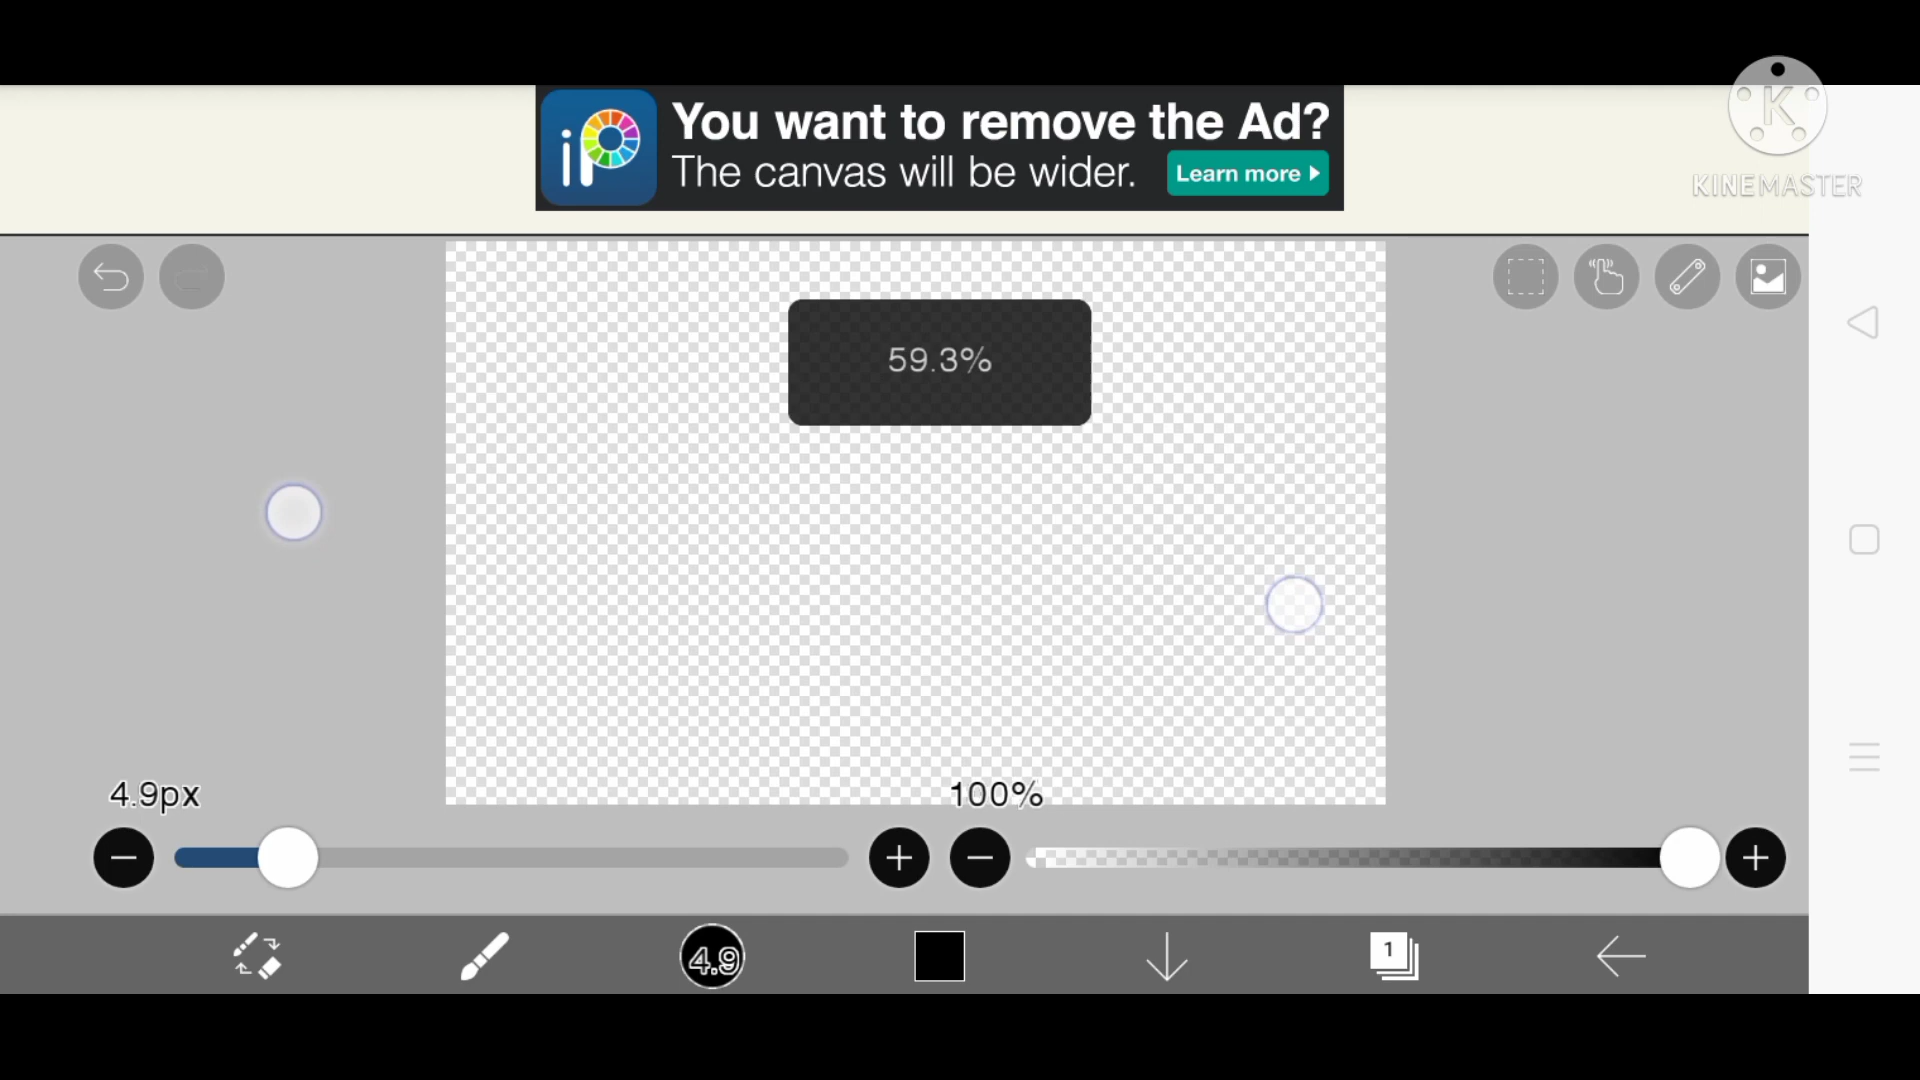 You want to remove the Ad?
iP
The canvas will be wider.
Learn more
K
KINEMASTER
59.3%
4.9px
100%
4.9
1